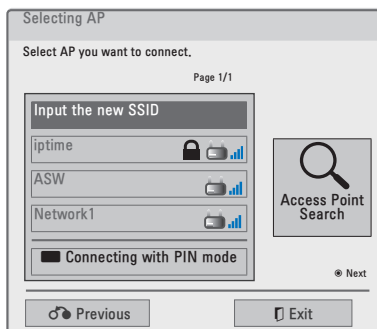 Selecting AP
Select AP you want to connect.
Page 1/1
Input the new SSID
iptime
ASW
Network1
Connecting with PIN mode
Access Point
Search
Next
Previous
Exit